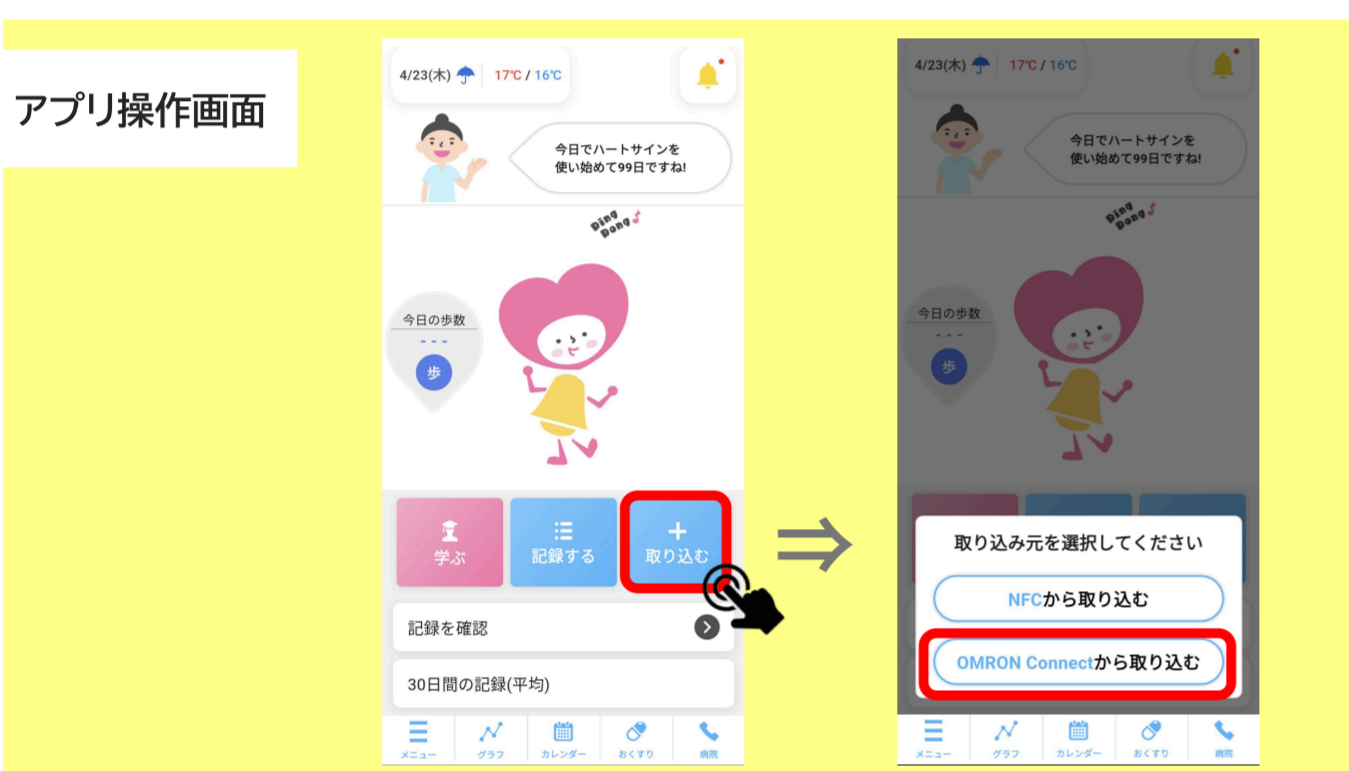 アプリ操作画面
4/23(木) 17℃ / 16℃
今日でハートサインを
使い始めて99日ですね!
Ding
Dong
今日の歩数
---
歩
学ぶ
記録する
取り込む
記録を確認
30日間の記録(平均)
メニュー グラフ カレンダー おくすり 病院
⇒
4/23(木) 17℃ / 16℃
今日でハートサインを
使い始めて99日ですね!
Ding
Dong
今日の歩数
---
歩
取り込み元を選択してください
NFCから取り込む
OMRON Connectから取り込む
メニュー グラフ カレンダー おくすり 病院